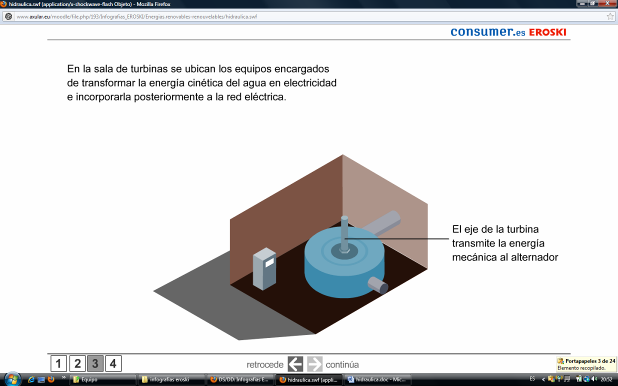 hidraulica.swf (application/x-shockwave-flash Objeto) - Mozilla Firefox
www.axular.eu/moodle/file.php/193/Infografias_EROSKI/Energias-renovables-renouvelables/hidraulica.swf
consumer.es EROSKI
En la sala de turbinas se ubican los equipos encargados
de transformar la energía cinética del agua en electricidad
e incorporarla posteriormente a la red eléctrica.
El eje de la turbina
transmite la energía
mecánica al alternador
1 2 3 4
retrocede continúa
Portapapeles 3 de 24
Elemento recopilado.
Equipo
infografias eroski
DS/DD: Infografias E...
hidraulica.swf (appli...
hidraulica.doc - Mic...
ES
20:52